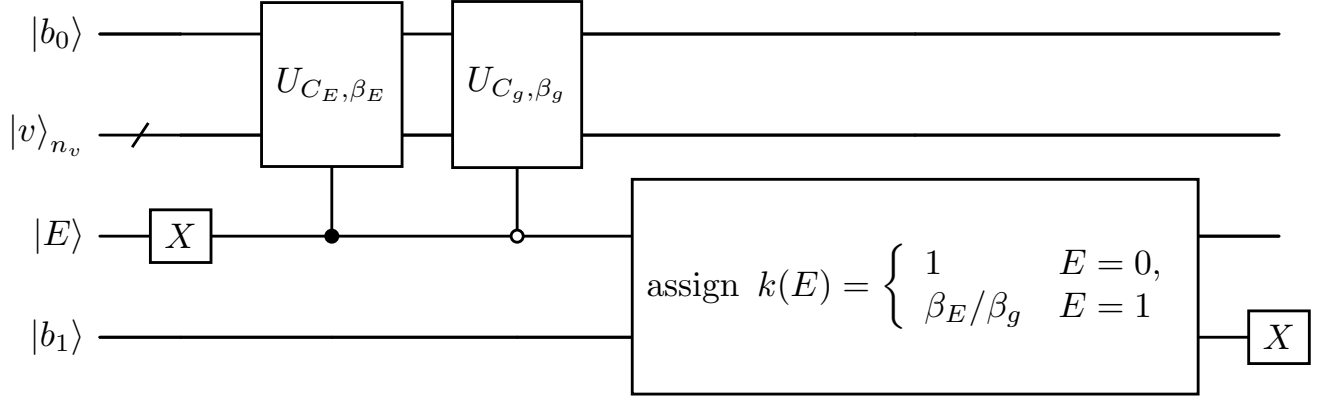 |b₀⟩
U_{C_E,β_E} U_{C_g,β_g}
|v⟩_{n_v}
|E⟩ X
assign k(E) = { 1 E = 0,
β_E/β_g E = 1
|b₁⟩ X